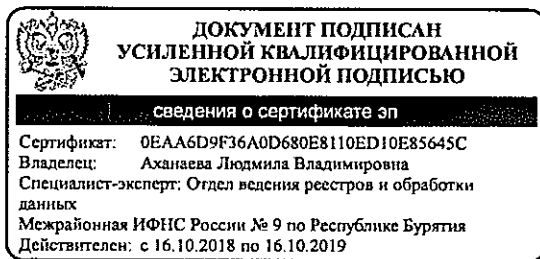 ДОКУМЕНТ ПОДПИСАН
УСИЛЕННОЙ КВАЛИФИЦИРОВАННОЙ
ЭЛЕКТРОННОЙ ПОДПИСЬЮ
сведения о сертификате эп
Сертификат: 0EAA6D9F36A0D680E8110ED10E85645C
Владелец: Аханаева Людмила Владимировна
Специалист-эксперт: Отдел ведения реестров и обработки
данных
Межрайонная ИФНС России № 9 по Республике Бурятия
Действителен: с 16.10.2018 по 16.10.2019